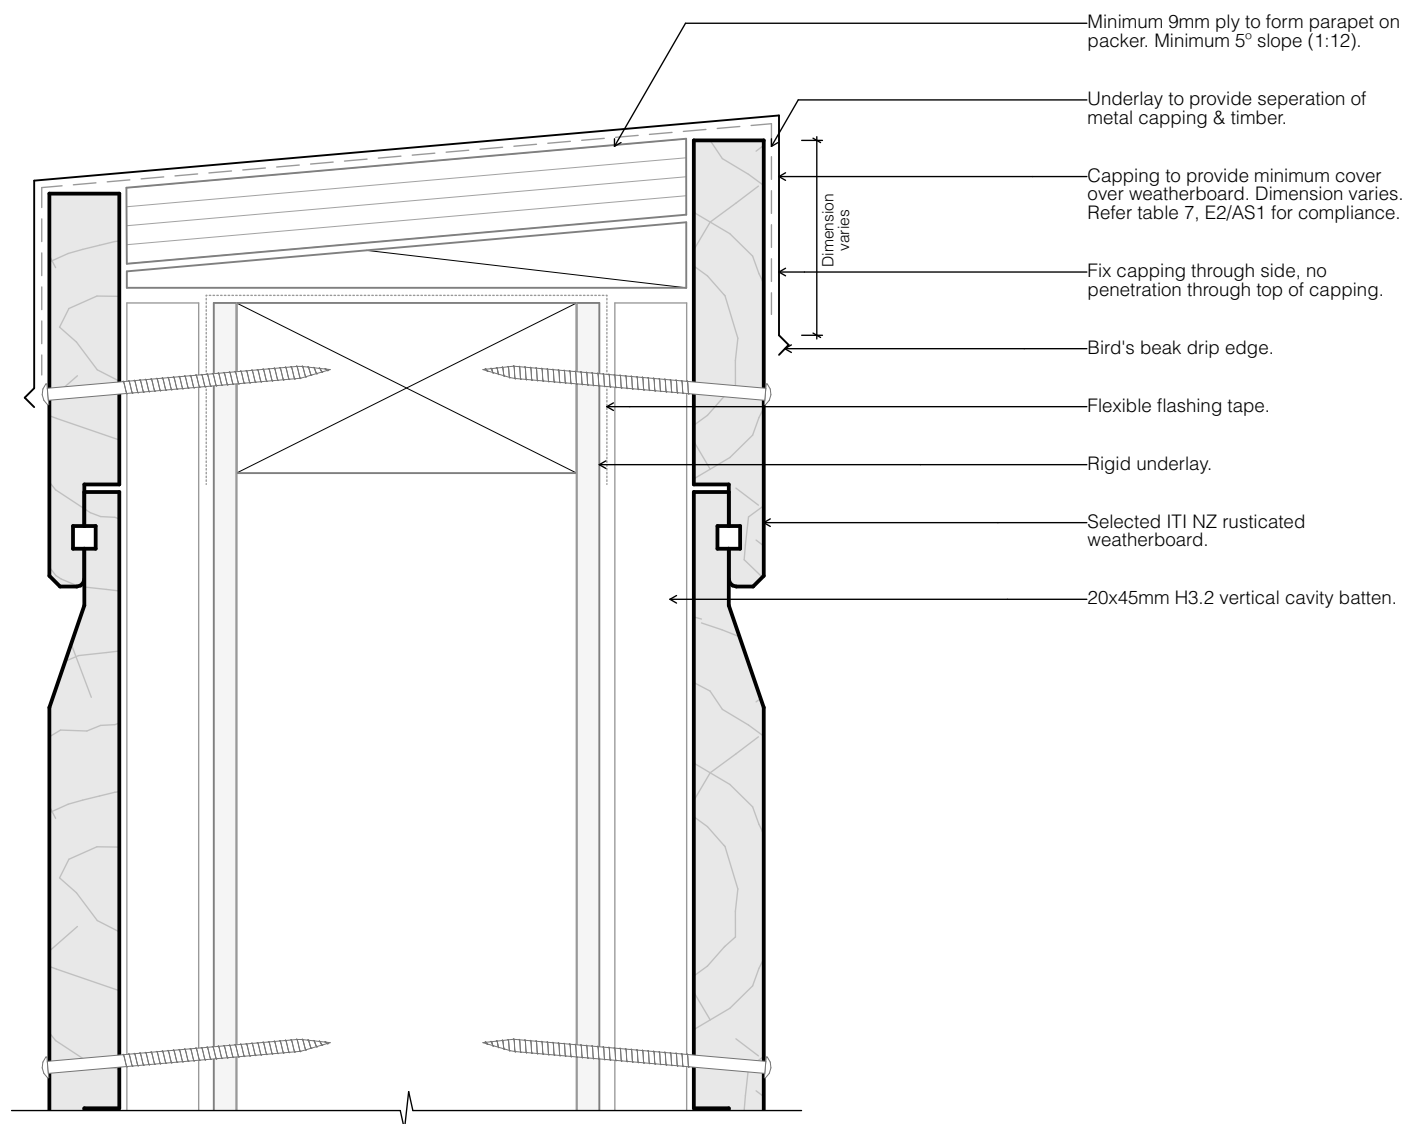 Minimum 9mm ply to form parapet on
packer. Minimum 5° slope (1:12).
Underlay to provide seperation of
metal capping & timber.
Capping to provide minimum cover
over weatherboard. Dimension varies.
Refer table 7, E2/AS1 for compliance.
Dimension
varies
Fix capping through side, no
penetration through top of capping.
Bird's beak drip edge.
Flexible flashing tape.
Rigid underlay.
Selected ITI NZ rusticated
weatherboard.
20x45mm H3.2 vertical cavity batten.